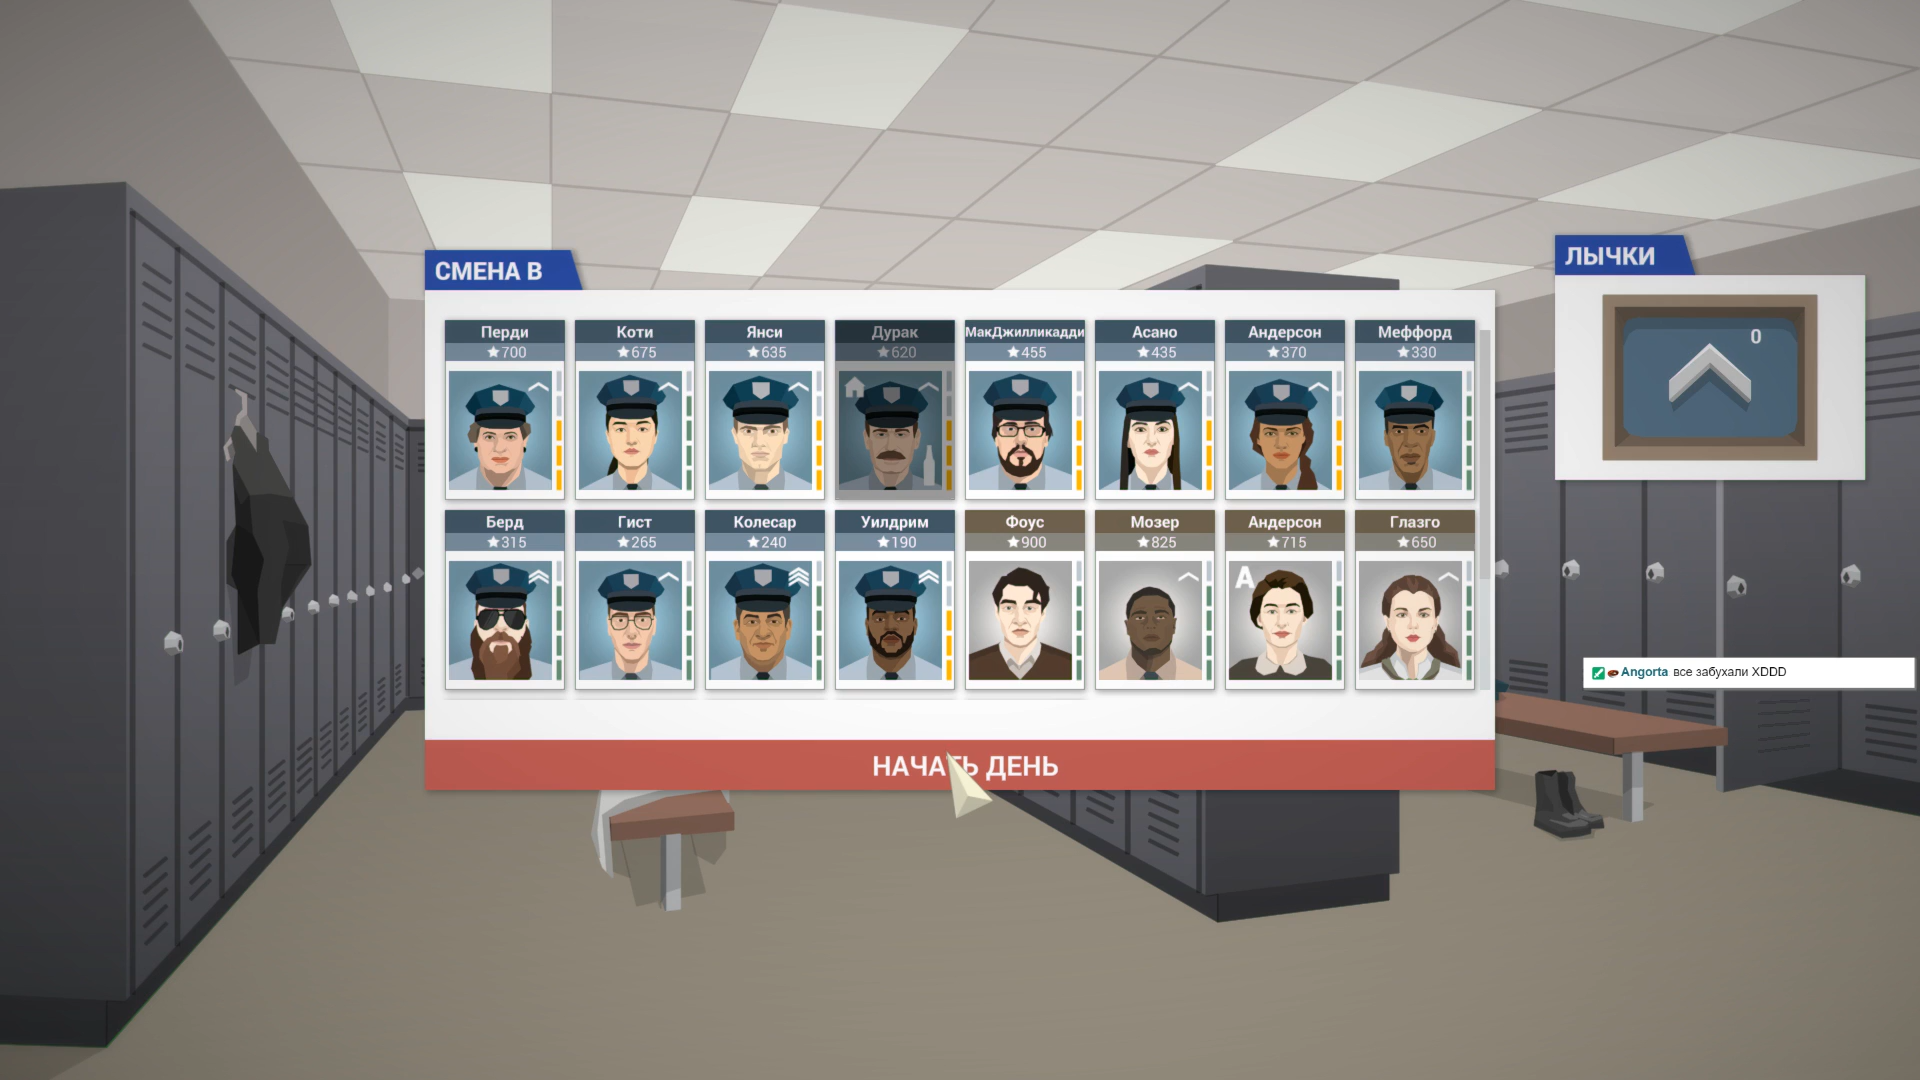 СМЕНА В
ЛЫЧКИ
0
Перди
700
Коти
675
Янси
635
Дурак
620
МакДжилликадди
455
Асано
435
Андерсон
370
Меффорд
330
Берд
315
Гист
265
Колесар
240
Уилдрим
190
Фоус
900
Мозер
825
Андерсон
715
A
Глазго
650
Angorta все забухали XDDD
НАЧАТЬ ДЕНЬ